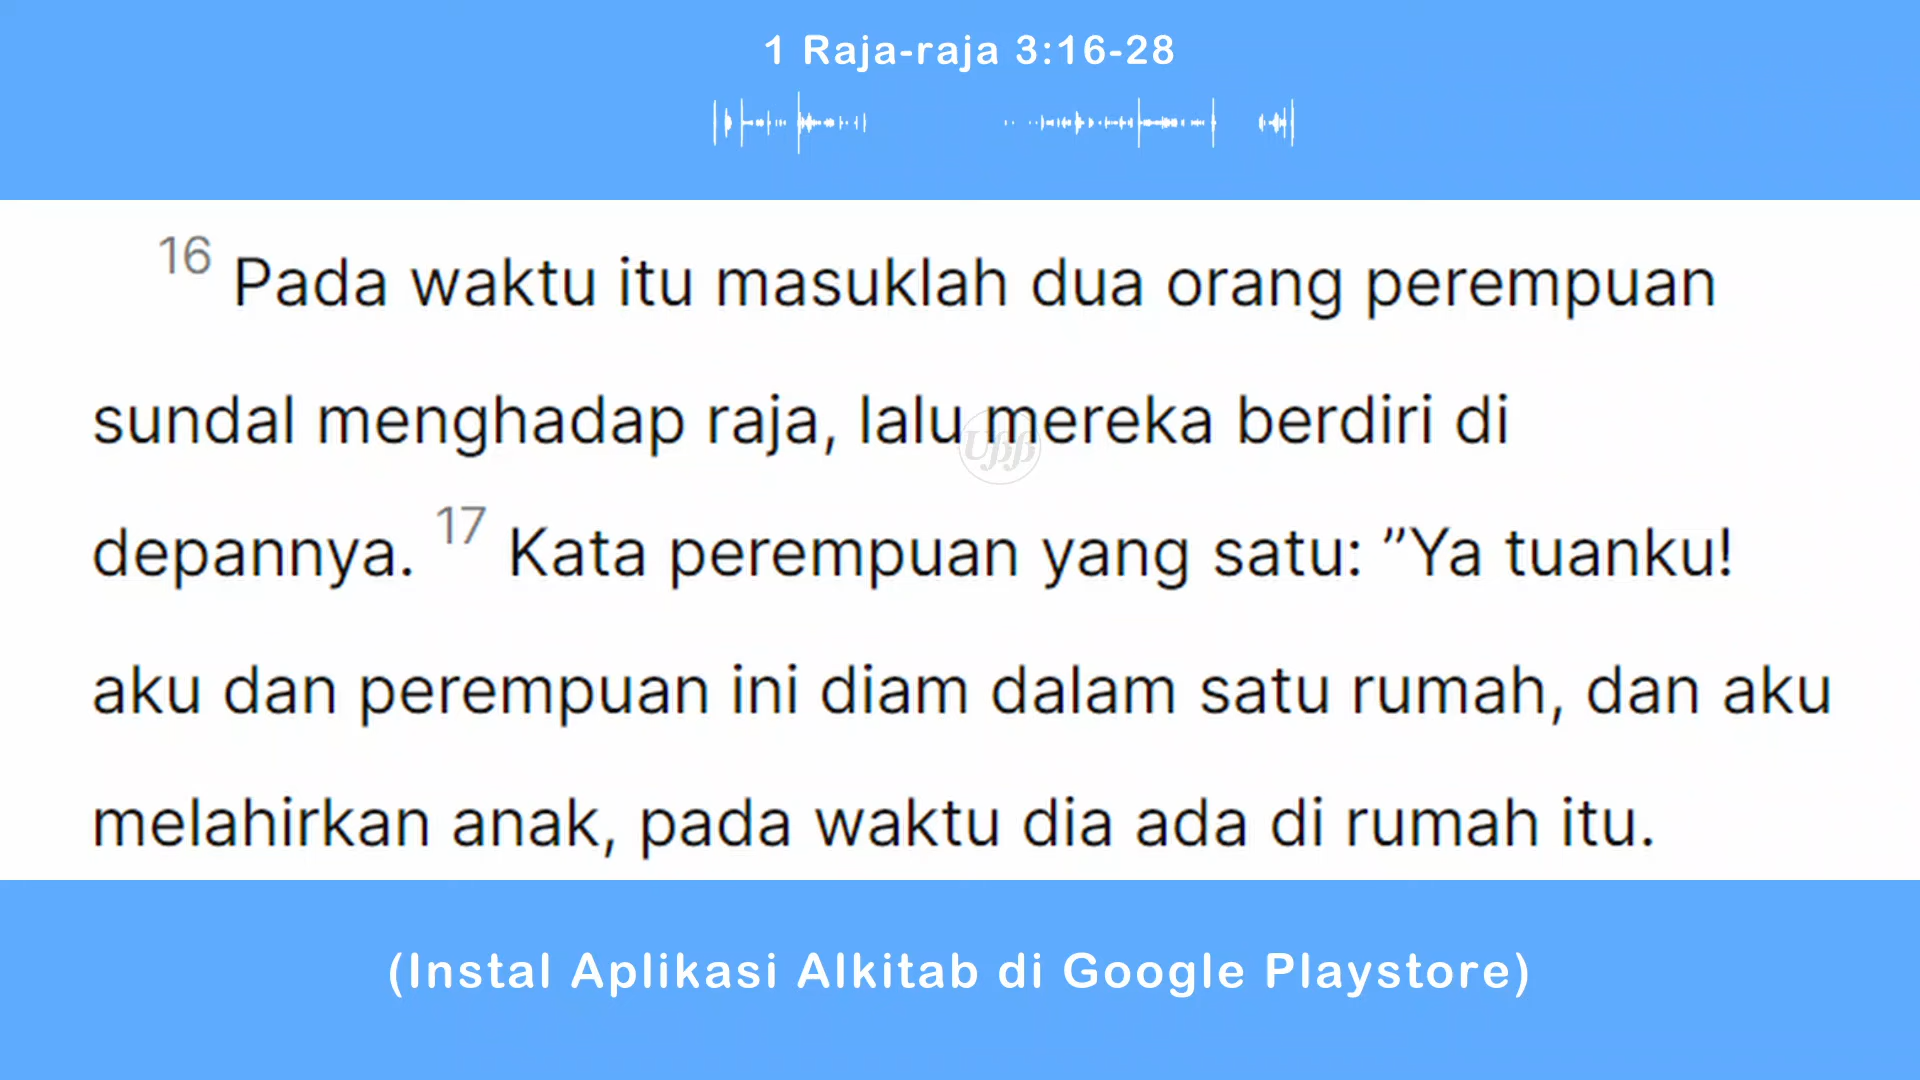 1 Raja-raja 3:16-28
16 Pada waktu itu masuklah dua orang perempuan
sundal menghadap raja, lalu mereka berdiri di
depannya. 17 Kata perempuan yang satu: ”Ya tuanku!
aku dan perempuan ini diam dalam satu rumah, dan aku
melahirkan anak, pada waktu dia ada di rumah itu.
(Instal Aplikasi Alkitab di Google Playstore)